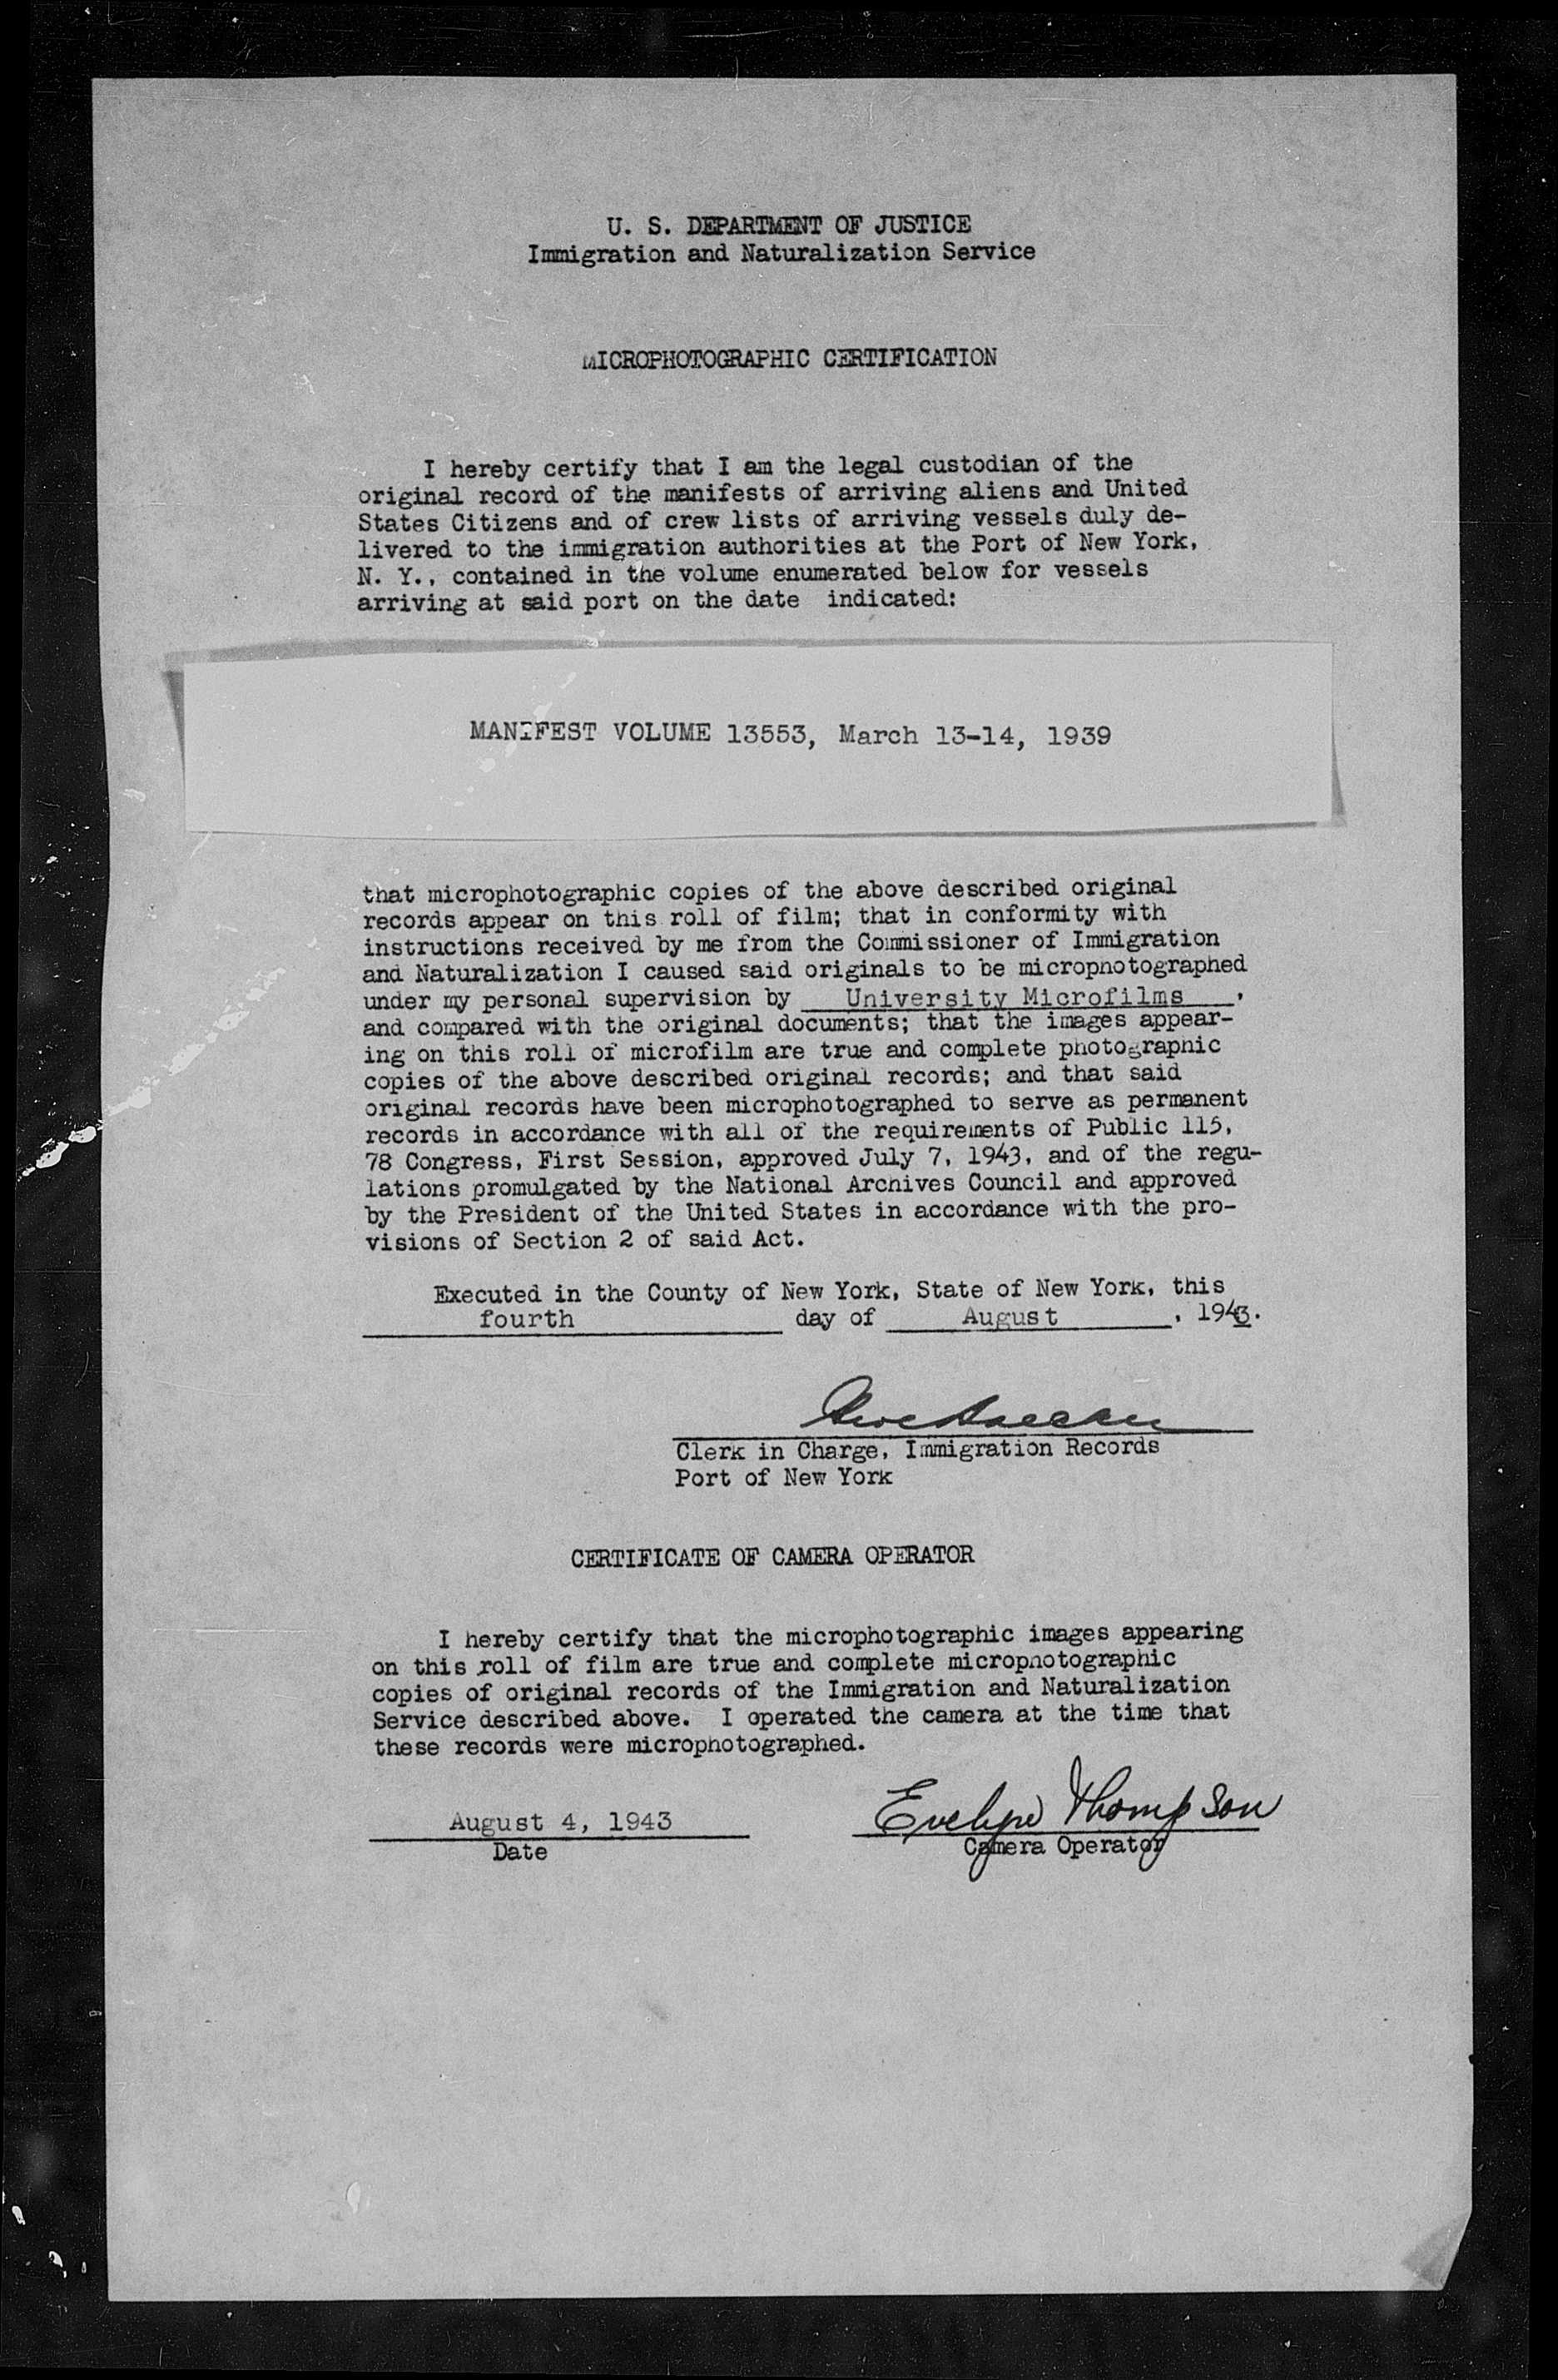 U. S. DEPARTMENT OF JUSTICE
Immigration and Naturalization Service
MICROPHOTOGRAPHIC CERTIFICATION
I hereby certify that I am the legal custodian of the
original record of the manifests of arriving aliens and United
States Citizens and of crew lists of arriving vessels duly de-
livered to the immigration authorities at the Port of New York,
N. Y., contained in the volume enumerated below for vessels
arriving at said port on the date indicated:
MANIFEST VOLUME 13553, March 13-14, 1939
that microphotographic copies of the above described original
records appear on this roll of film; that in conformity with
instructions received by me from the Commissioner of Immigration
and Naturalization I caused said originals to be microphotographed
under my personal supervision by University Microfilms,
and compared with the original documents; that the images appear-
ing on this roll of microfilm are true and complete photographic
copies of the above described original records; and that said
original records have been microphotographed to serve as permanent
records in accordance with all of the requirements of Public 115,
78 Congress, First Session, approved July 7, 1943, and of the regu-
lations promulgated by the National Archives Council and approved
by the President of the United States in accordance with the pro-
visions of Section 2 of said Act.
Executed in the County of New York, State of New York, this
fourth day of August, 1943.
Clerk in Charge, Immigration Records
Port of New York
CERTIFICATE OF CAMERA OPERATOR
I hereby certify that the microphotographic images appearing
on this roll of film are true and complete microphotographic
copies of original records of the Immigration and Naturalization
Service described above. I operated the camera at the time that
these records were microphotographed.
August 4, 1943 Evelyn Thompson
Date Camera Operator